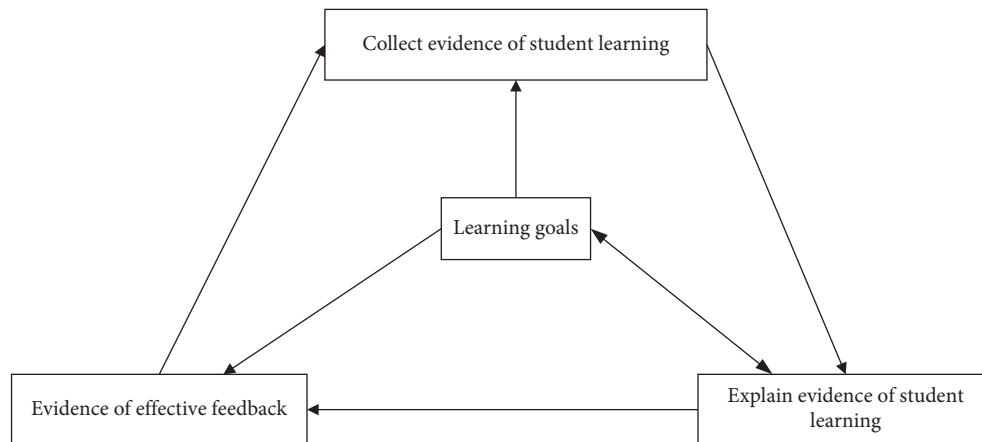 Collect evidence of student learning
Learning goals
Evidence of effective feedback
Explain evidence of student
learning